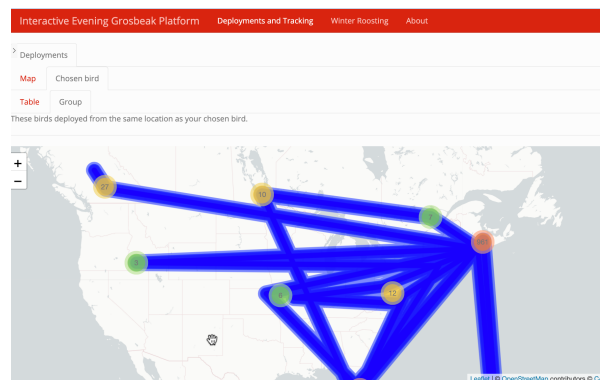 Interactive Evening Grosbeak Platform Deployments and Tracking Winter Roosting About
> Deployments
Map Chosen bird
Table Group
These birds deployed from the same location as your chosen bird.
+
−
27
10
7
2
12
Leaflet | © OpenStreetMap contributors ©